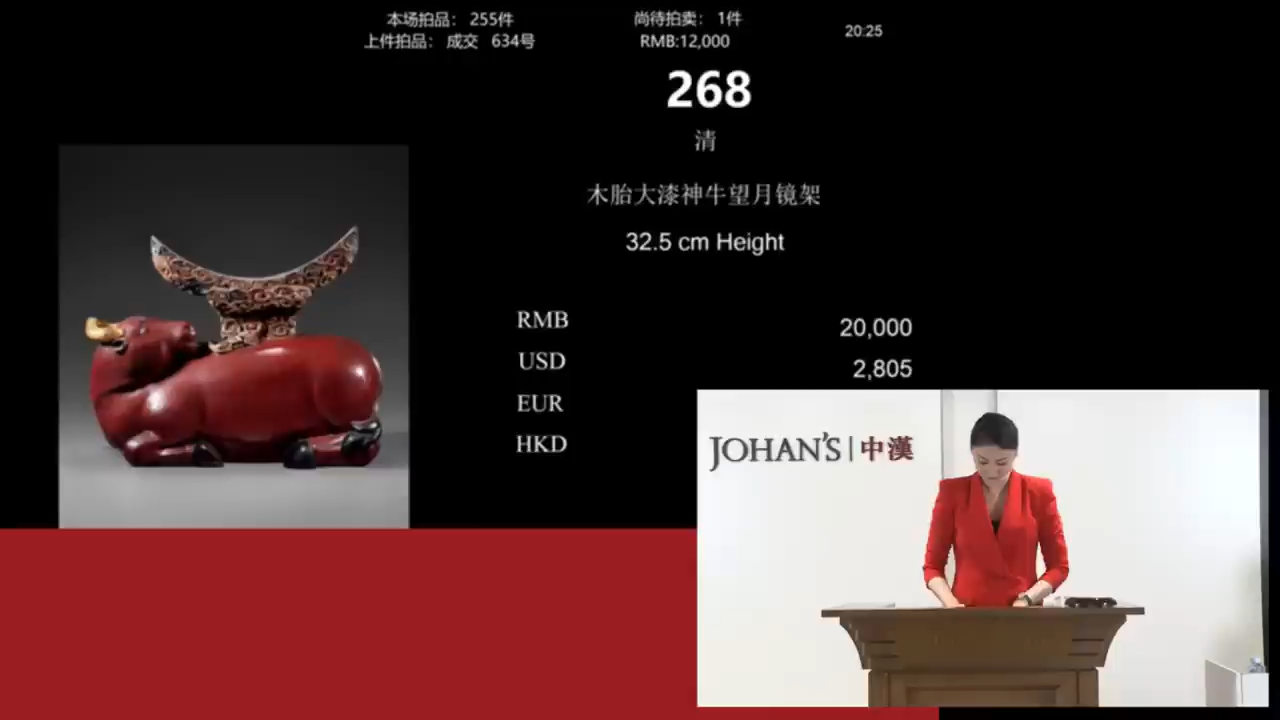 本场拍品： 255件
尚待拍卖： 1件
上件拍品： 成交 634号
RMB:12,000
20:25
268
清
木胎大漆神牛望月镜架
32.5 cm Height
RMB 20,000
USD 2,805
EUR
HKD
JOHAN'S | 中漢